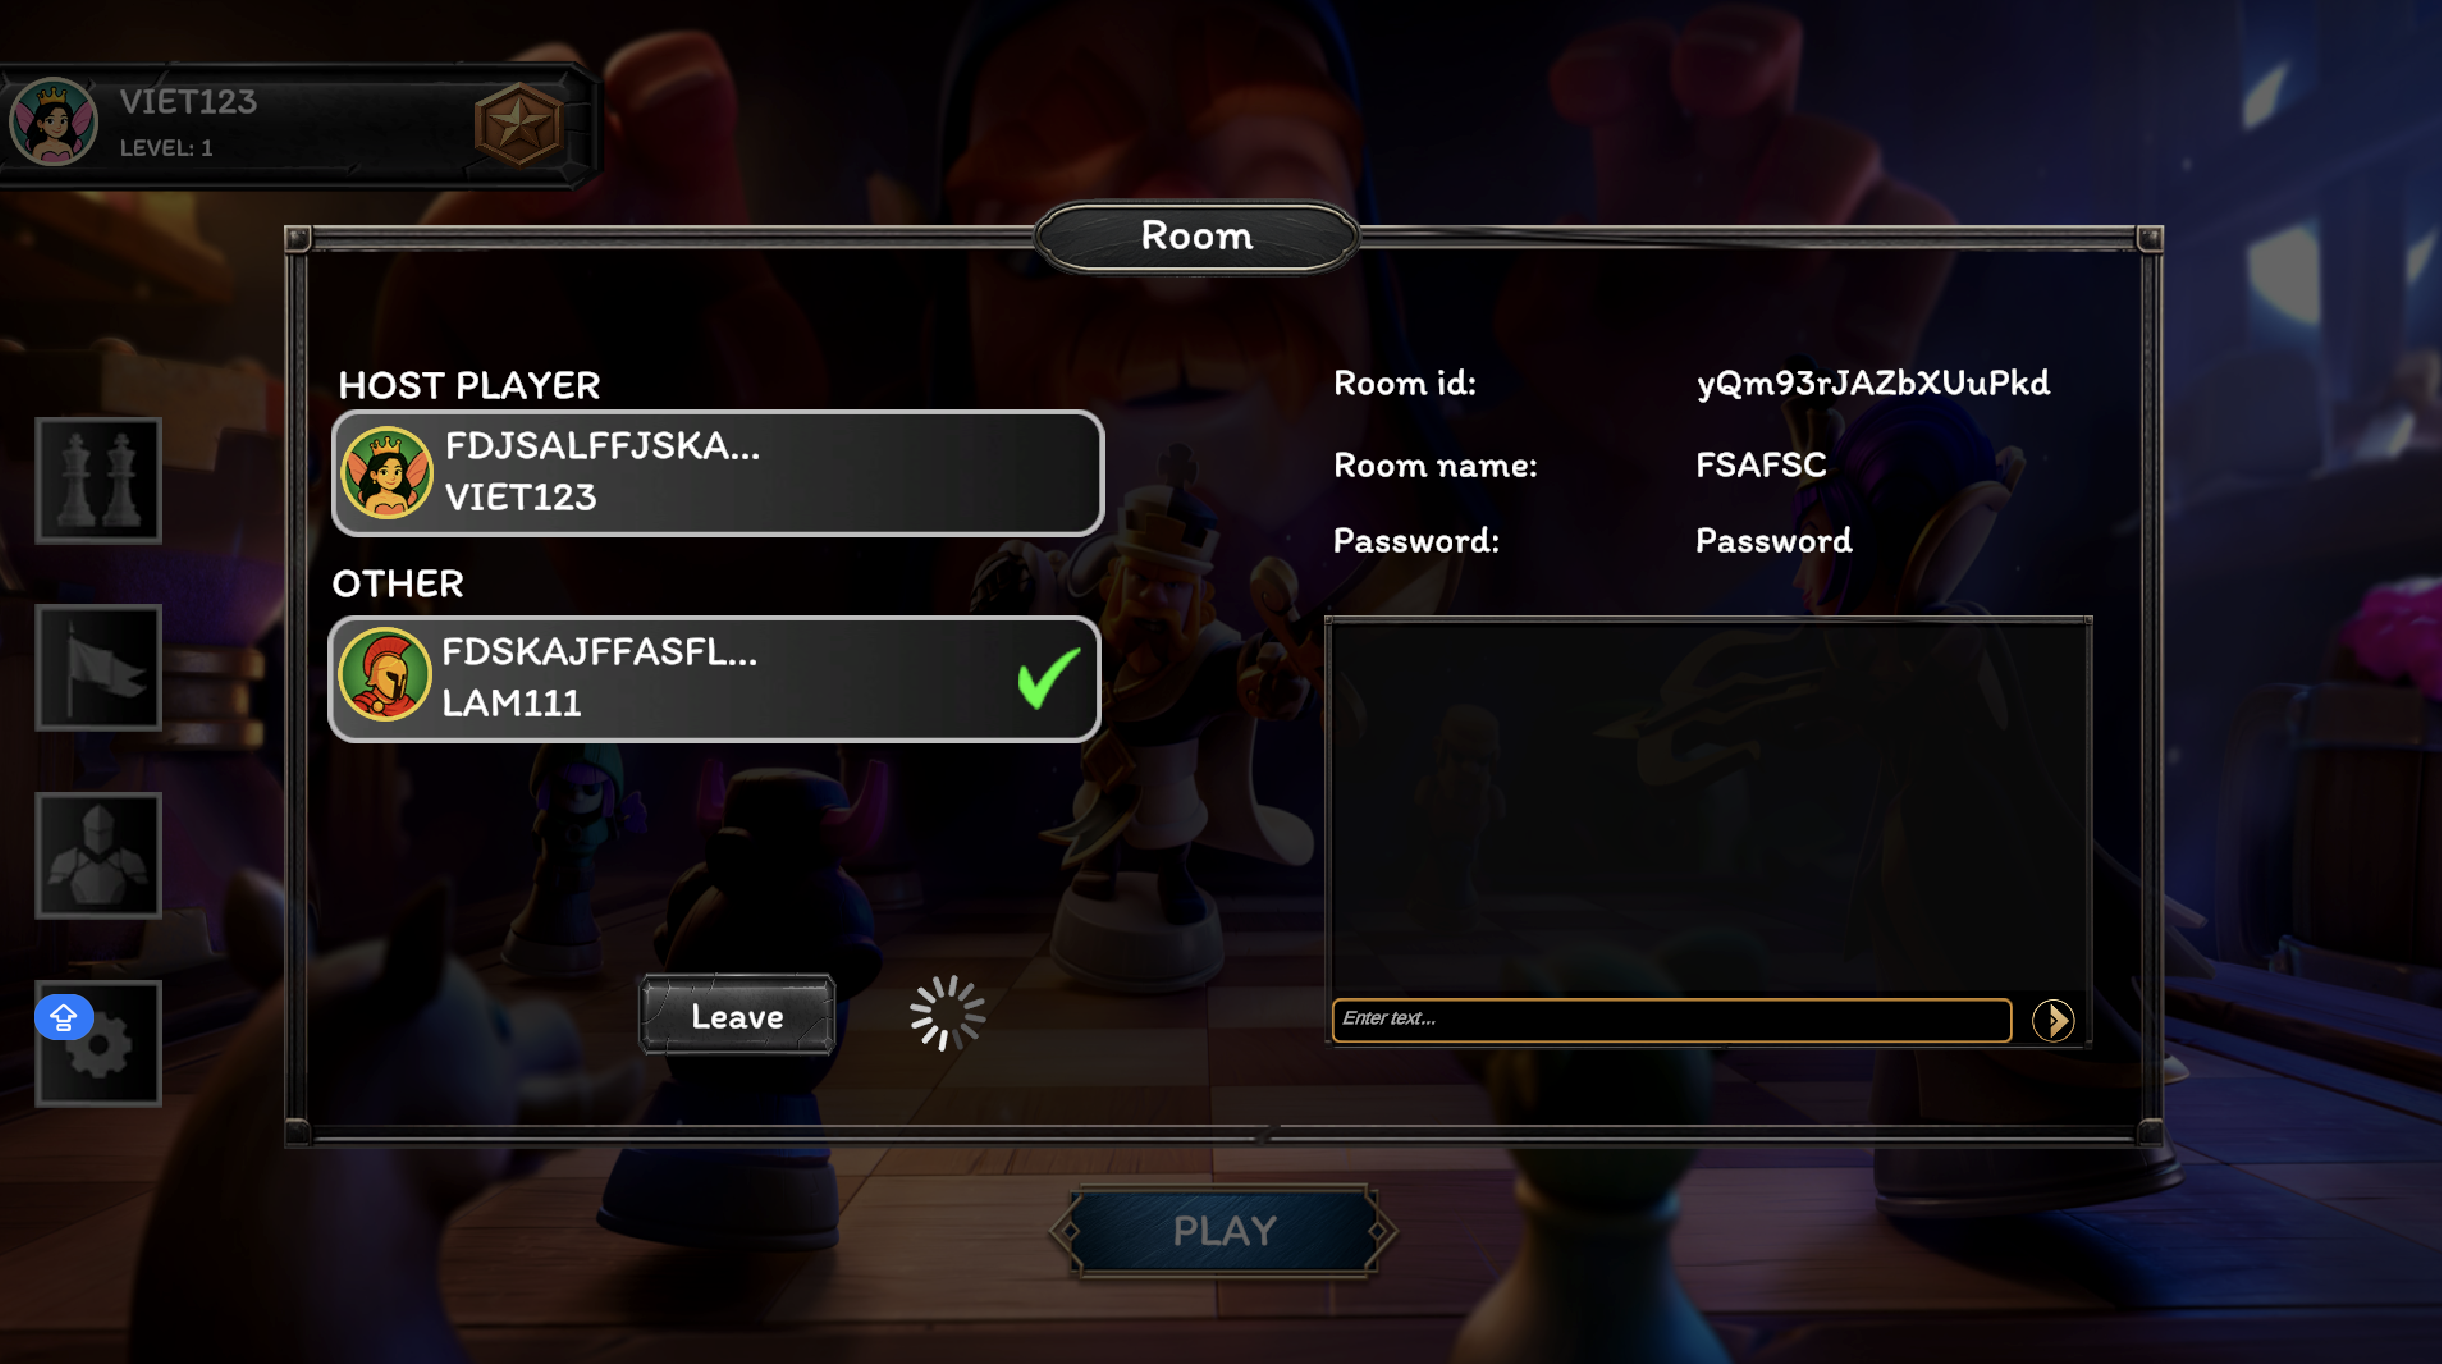 VIET123
LEVEL: 1
Room
HOST PLAYER
FDJSALFFJSKA...
VIET123
OTHER
FDSKAJFFASFL...
LAM111
Leave
Room id: yQm93rJAZbXUuPkd
Room name: FSAFSC
Password: Password
Enter text...
PLAY